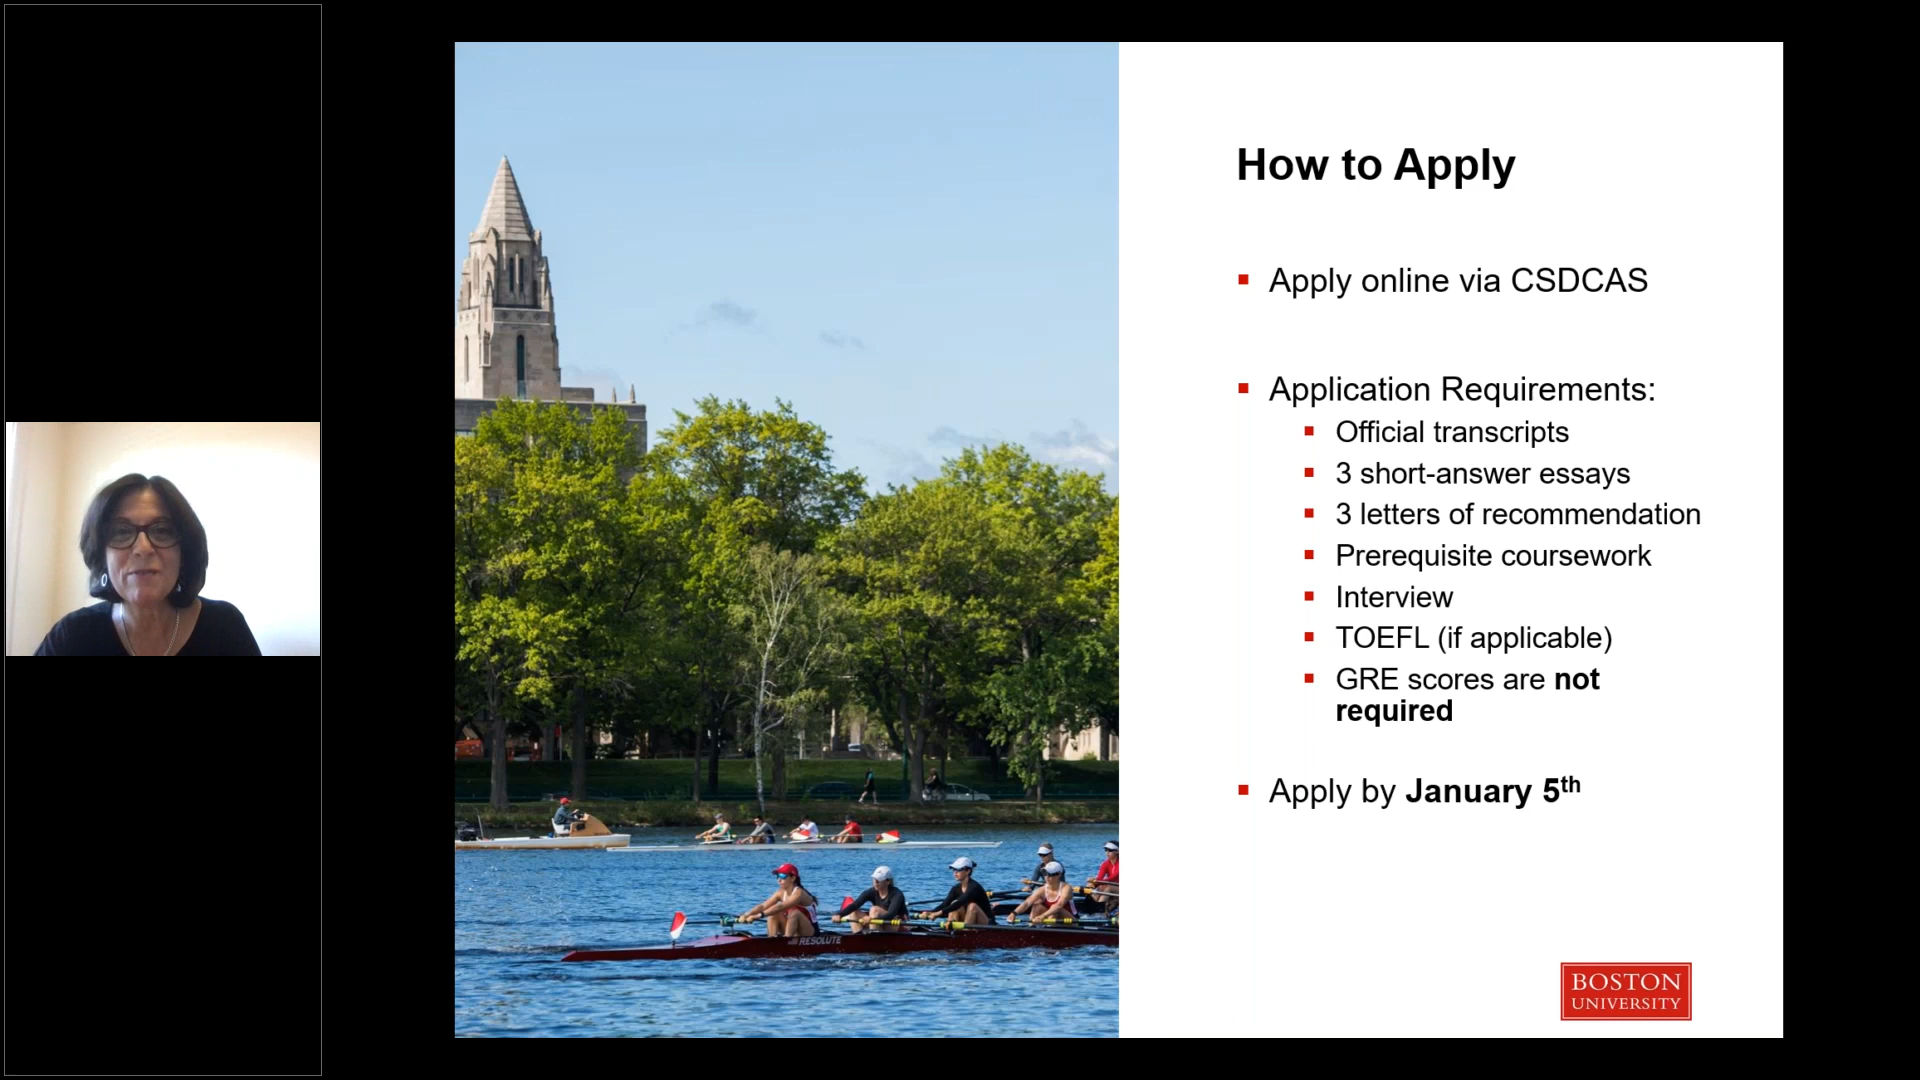 How to Apply
Apply online via CSDCAS
Application Requirements:
Official transcripts
3 short-answer essays
3 letters of recommendation
Prerequisite coursework
Interview
TOEFL (if applicable)
GRE scores are not
required
Apply by January 5th
RESOLUTE
BOSTON
UNIVERSITY